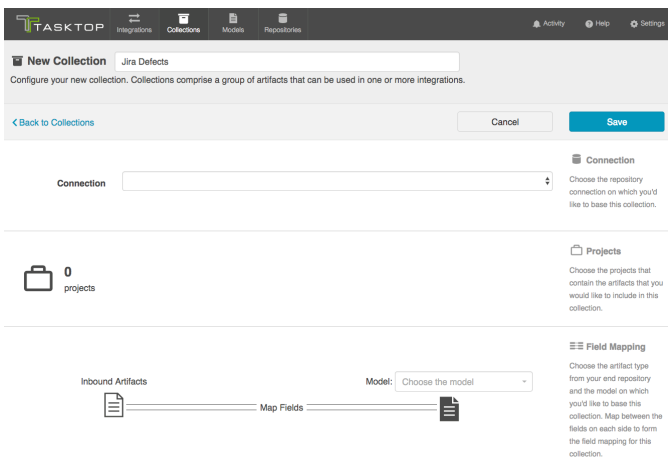 TASKTOP
Integrations
Collections
Models
Repositories
Activity
Help
Settings
New Collection
Jira Defects
Configure your new collection. Collections comprise a group of artifacts that can be used in one or more integrations.
Back to Collections
Cancel
Save
Connection
Connection
Choose the repository
connection on which you'd
like to base this collection.
0
projects
Projects
Choose the projects that
contain the artifacts that you
would like to include in this
collection.
Inbound Artifacts
Model:
Choose the model
Map Fields
Field Mapping
Choose the artifact type
from your end repository
and the model on which
you'd like to base this
collection. Map between the
fields on each side to form
the field mapping for this
collection.